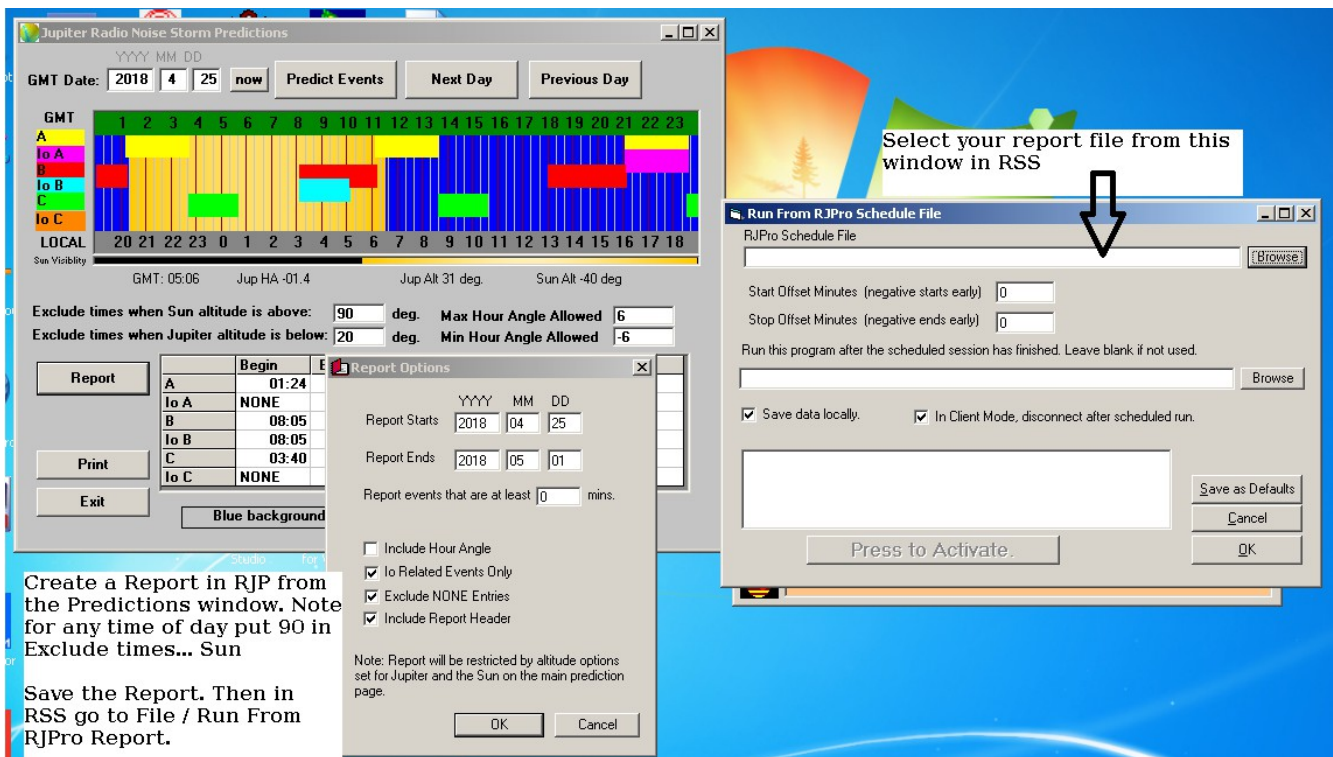 Jupiter Radio Noise Storm Predictions
YYYY MM DD
GMT Date: 2018 4 25 now Predict Events Next Day Previous Day
GMT 1 2 3 4 5 6 7 8 9 10 11 12 13 14 15 16 17 18 19 20 21 22 23
A
Io A
B
Io B
C
Io C
LOCAL 20 21 22 23 0 1 2 3 4 5 6 7 8 9 10 11 12 13 14 15 16 17 18
Sun Visiblity
GMT: 05:06 Jup HA -01.4 Jup Alt 31 deg. Sun Alt -40 deg
Exclude times when Sun altitude is above: 90 deg. Max Hour Angle Allowed 6
Exclude times when Jupiter altitude is below: 20 deg. Min Hour Angle Allowed -6
Report
Begin
A 01:24
Io A NONE
B 08:05
Io B 08:05
C 03:40
Io C NONE
Print
Exit
Blue background
Report Options
YYYY MM DD
Report Starts 2018 04 25
Report Ends 2018 05 01
Report events that are at least 0 mins.
Include Hour Angle
Io Related Events Only
Exclude NONE Entries
Include Report Header
Note: Report will be restricted by altitude options
set for Jupiter and the Sun on the main prediction
page.
OK Cancel
Studio for
Create a Report in RJP from
the Predictions window. Note
for any time of day put 90 in
Exclude times... Sun
Save the Report. Then in
RSS go to File / Run From
RJPro Report.
Select your report file from this
window in RSS
Run From RJPro Schedule File
RJPro Schedule File
Browse
Start Offset Minutes (negative starts early) 0
Stop Offset Minutes (negative ends early) 0
Run this program after the scheduled session has finished. Leave blank if not used.
Browse
Save data locally. In Client Mode, disconnect after scheduled run.
Save as Defaults
Cancel
Press to Activate. OK